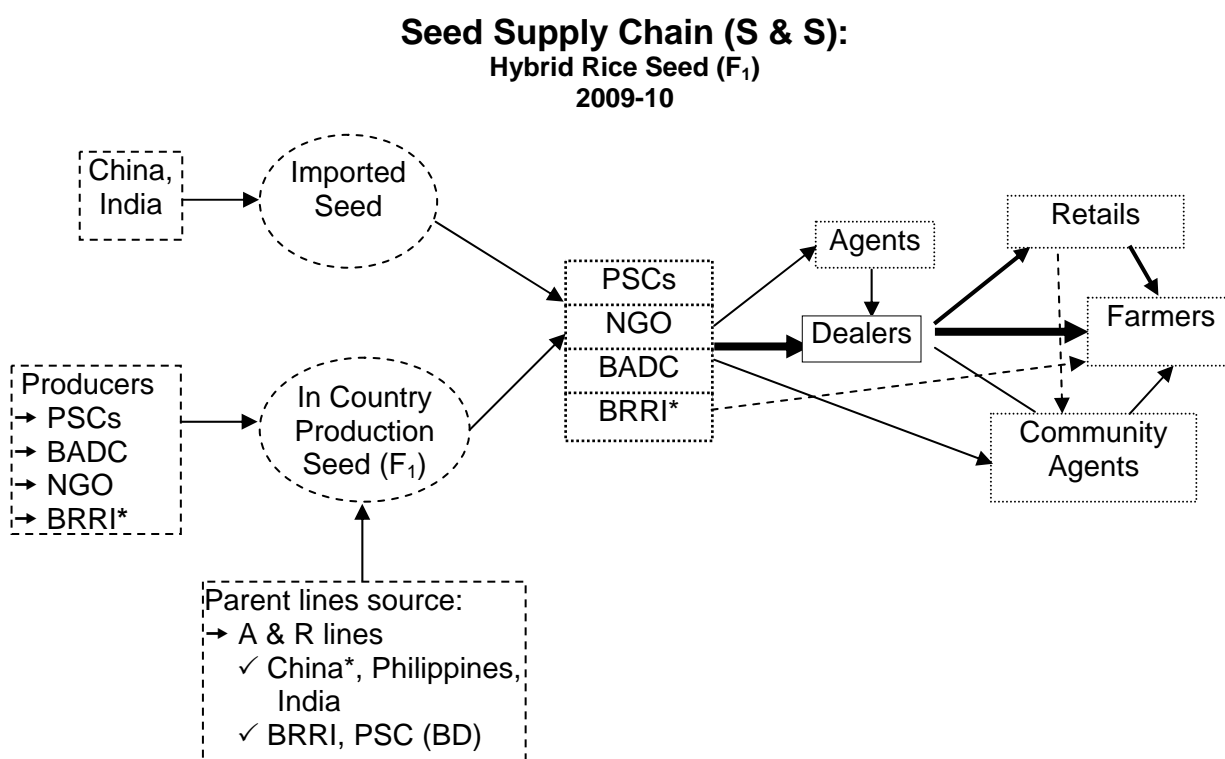 Seed Supply Chain (S & S):
Hybrid Rice Seed (F₁)
2009-10
China,
India
Imported
Seed
Producers
→ PSCs
→ BADC
→ NGO
→ BRRI*
In Country
Production
Seed (F₁)
Parent lines source:
→ A & R lines
✓ China*, Philippines,
India
✓ BRRI, PSC (BD)
PSCs
NGO
BADC
BRRI*
Agents
Dealers
Retails
Farmers
Community
Agents